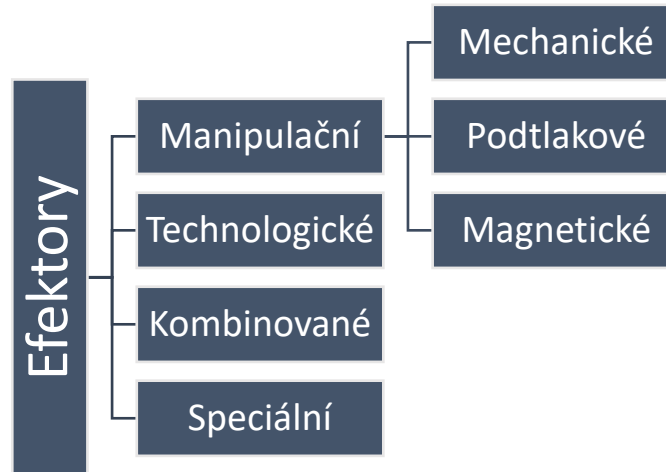 Efektory
Manipulační
Technologické
Kombinované
Speciální
Mechanické
Podtlakové
Magnetické